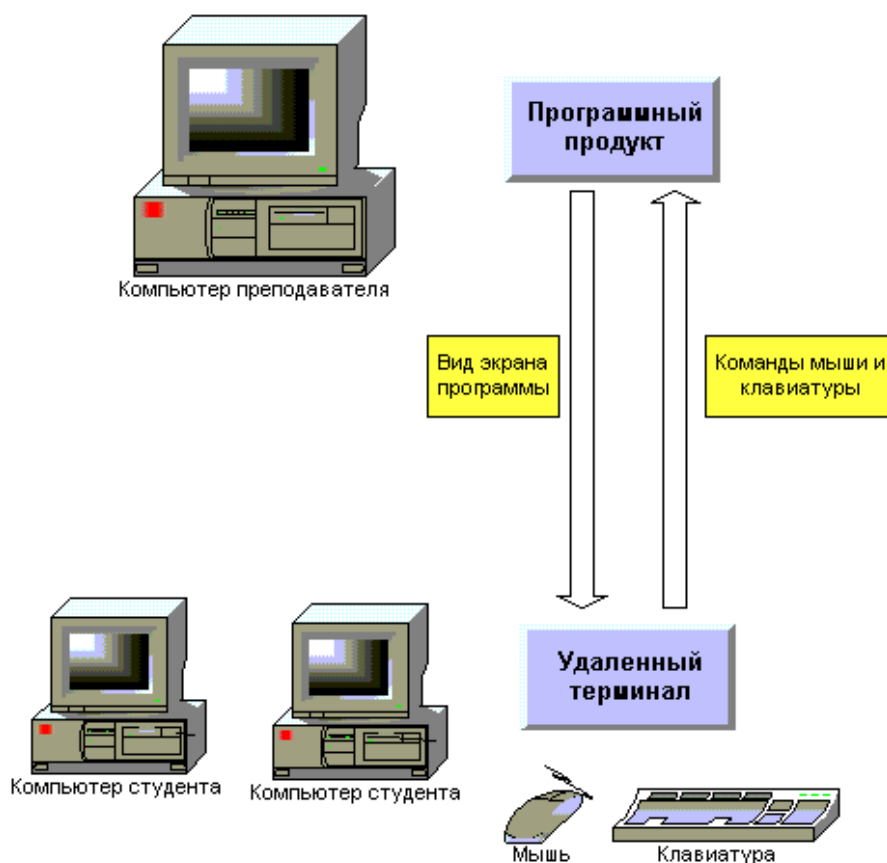 Программный
продукт
Компьютер преподавателя
Вид экрана
программы
Команды мыши и
клавиатуры
Удаленный
терминал
Компьютер студента
Компьютер студента
Мышь
Клавиатура